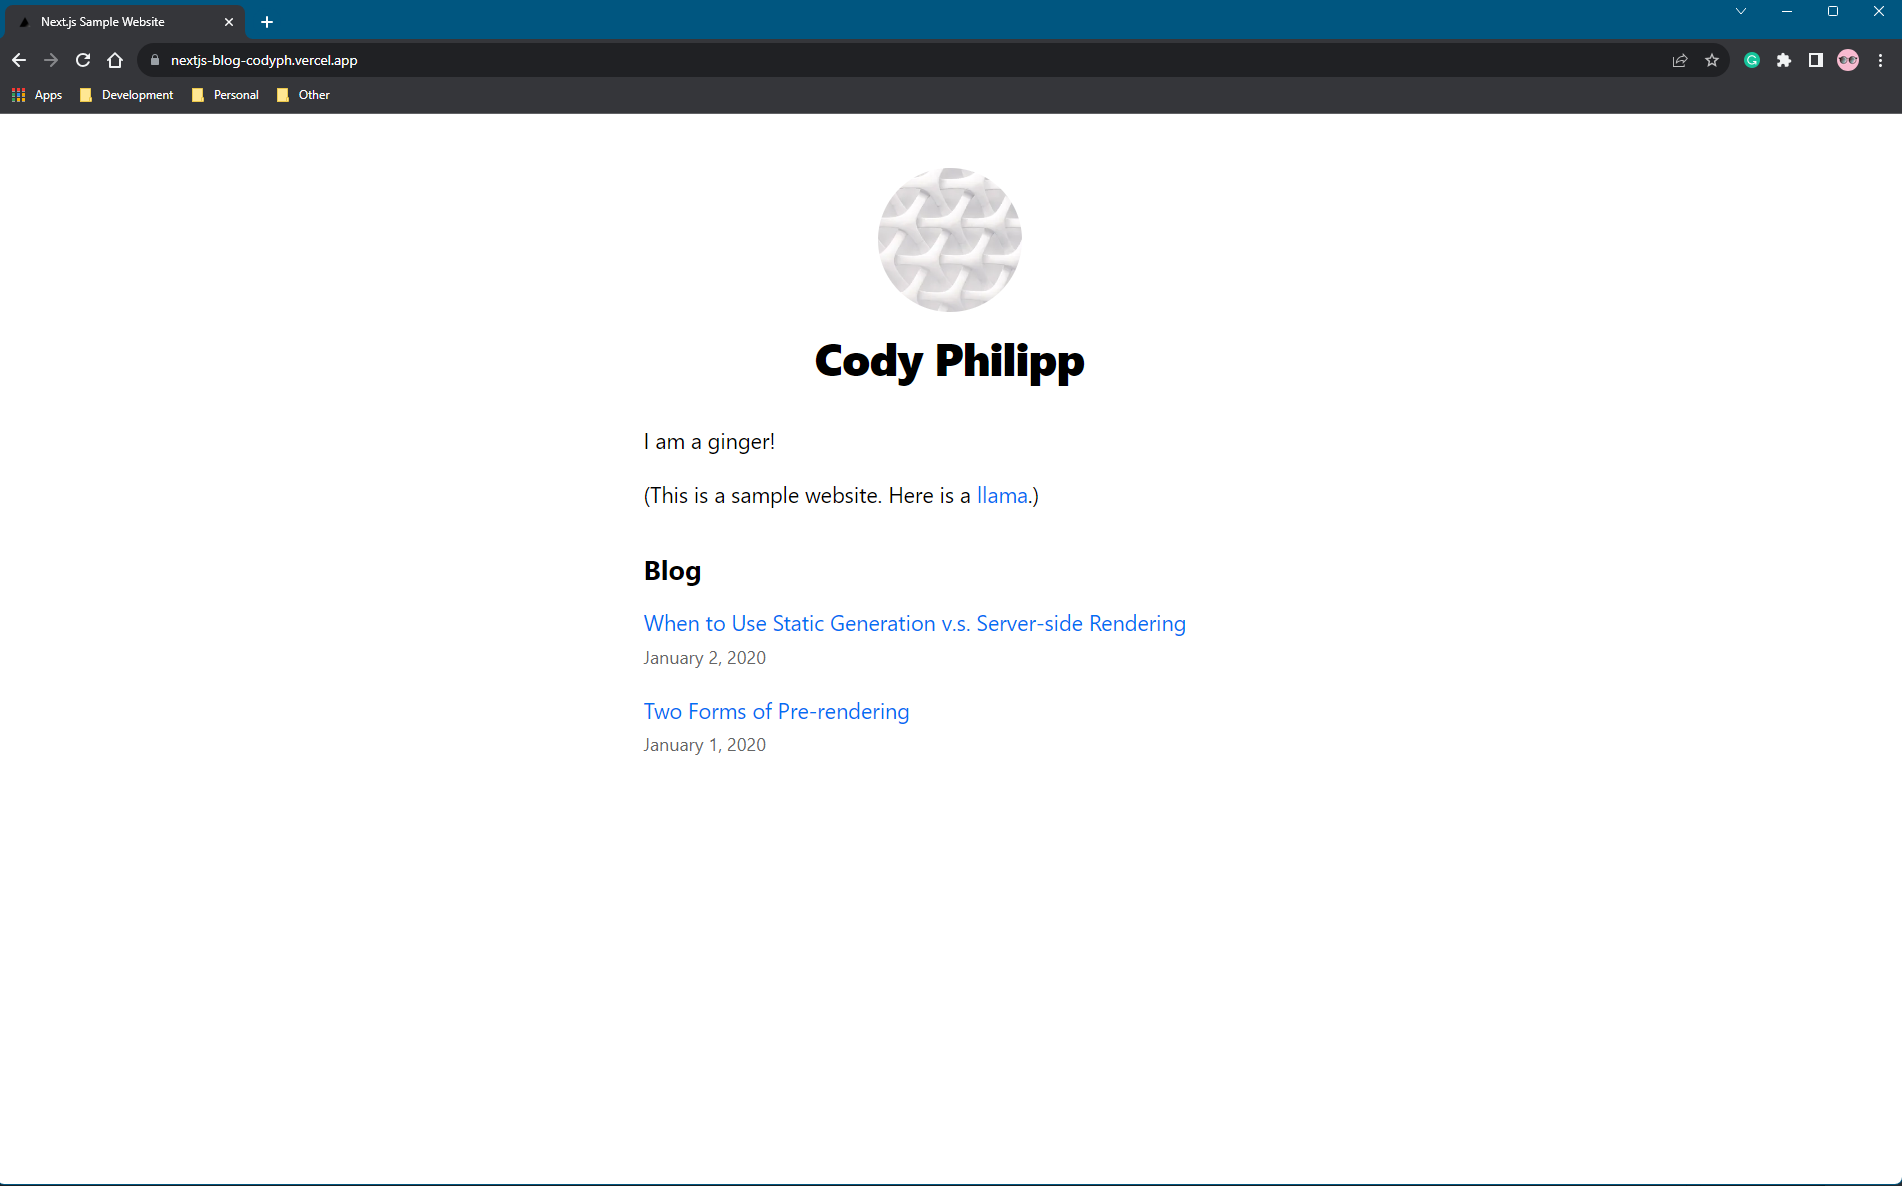 Next.js Sample Website
nextjs-blog-codyph.vercel.app
Apps Development Personal Other
Cody Philipp
I am a ginger!
(This is a sample website. Here is a llama.)
Blog
When to Use Static Generation v.s. Server-side Rendering
January 2, 2020
Two Forms of Pre-rendering
January 1, 2020